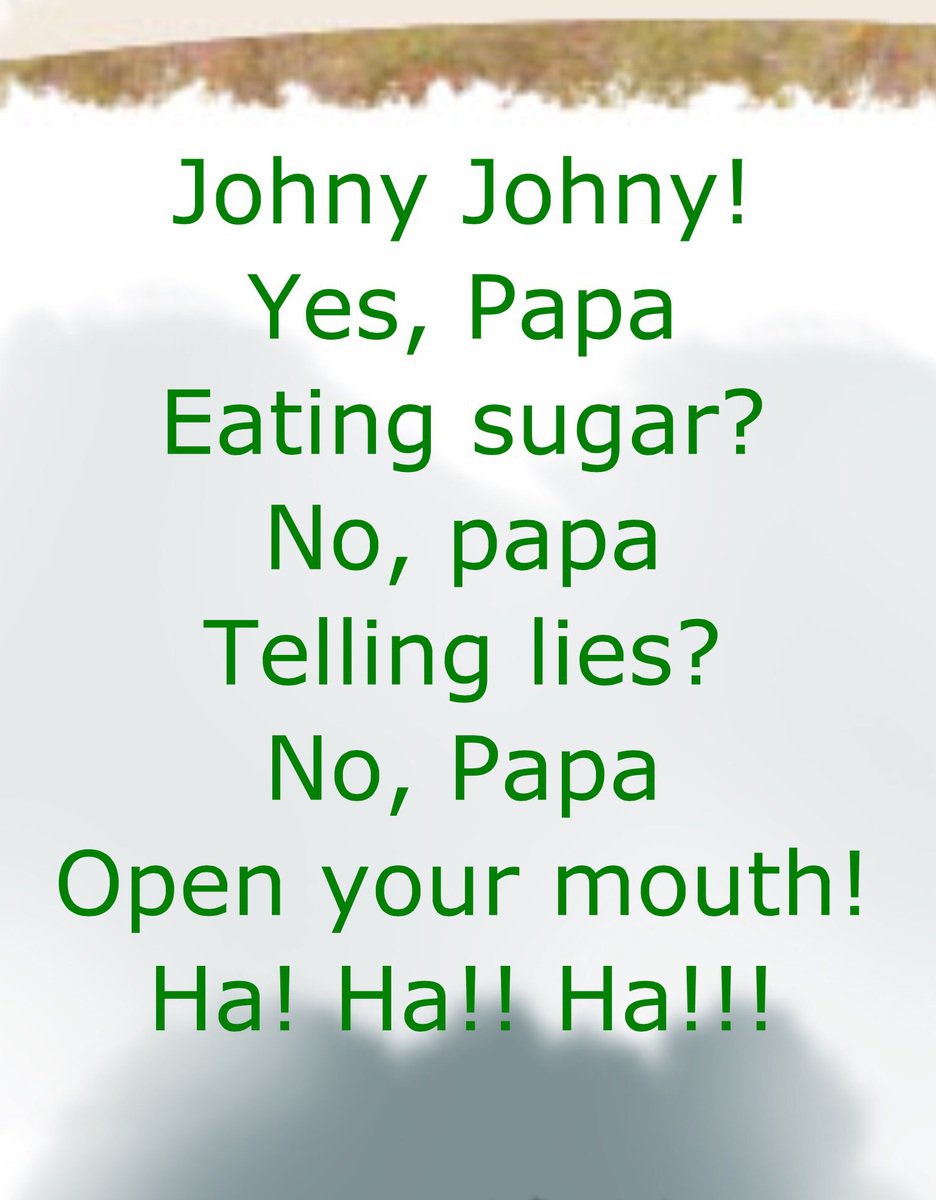 Johny Johny!
Yes, Papa
Eating sugar?
No, papa
Telling lies?
No, Papa
Open your mouth!
Ha! Ha!! Ha!!!